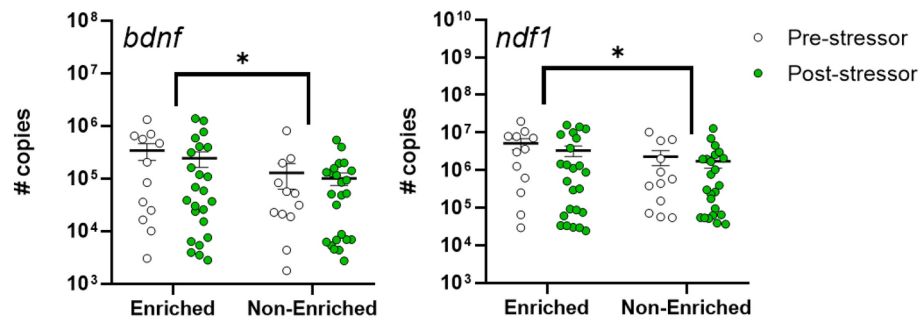 bdnf
*
# copies
10⁸
10⁷
10⁶
10⁵
10⁴
10³
Enriched Non-Enriched
ndf1
*
# copies
10¹⁰
10⁹
10⁸
10⁷
10⁶
10⁵
10⁴
10³
Enriched Non-Enriched
Pre-stressor
Post-stressor